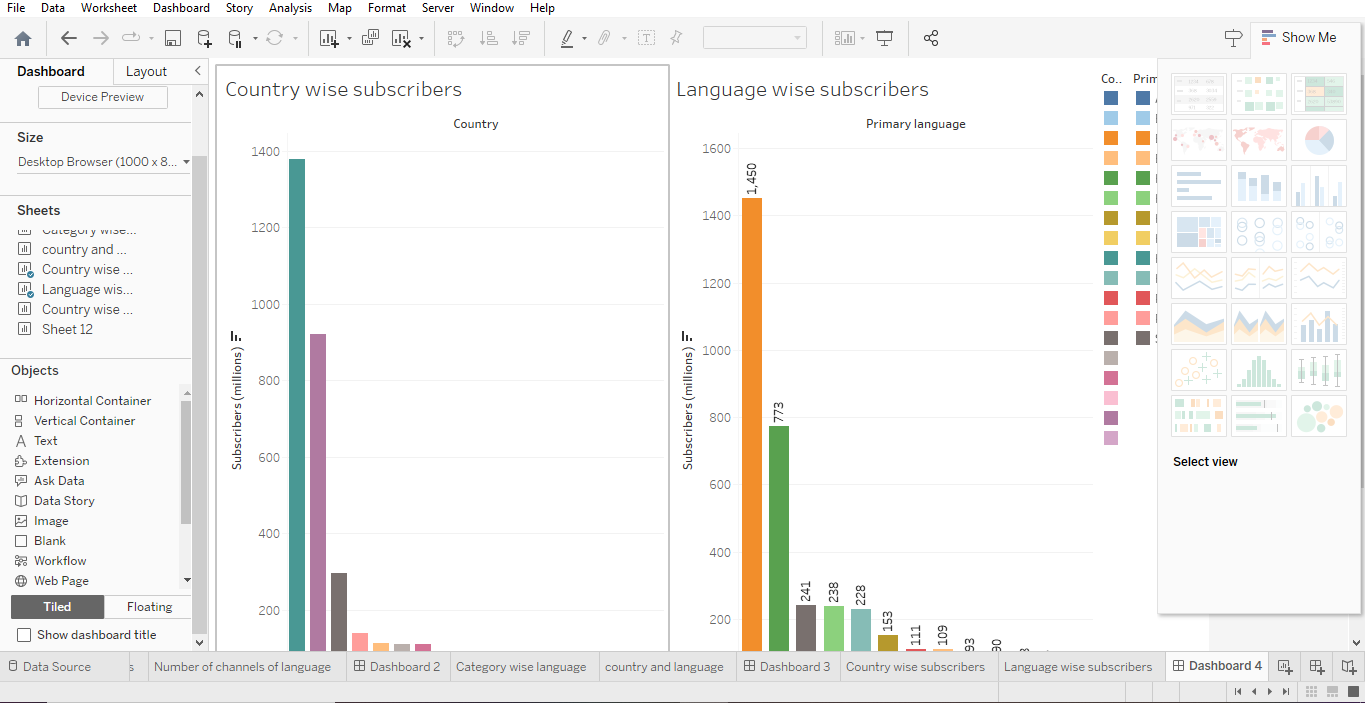 File Data Worksheet Dashboard Story Analysis Map Format Server Window Help
Show Me
Dashboard Layout
Device Preview
Size
Desktop Browser (1000 x 8...
Sheets
Category wise...
country and ...
Country wise ...
Language wis...
Country wise ...
Sheet 12
Objects
Horizontal Container
Vertical Container
Text
Extension
Ask Data
Data Story
Image
Blank
Workflow
Web Page
Tiled Floating
Show dashboard title
Country wise subscribers
Country
Subscribers (millions)
1400
1200
1000
800
600
400
200
Language wise subscribers
Primary language
Subscribers (millions)
1600
1400
1200
1000
800
600
400
200
1,450
773
241
238
228
153
111
109
93
90
Co.. Prim
Select view
Data Source s Number of channels of language Dashboard 2 Category wise language country and language Dashboard 3 Country wise subscribers Language wise subscribers Dashboard 4